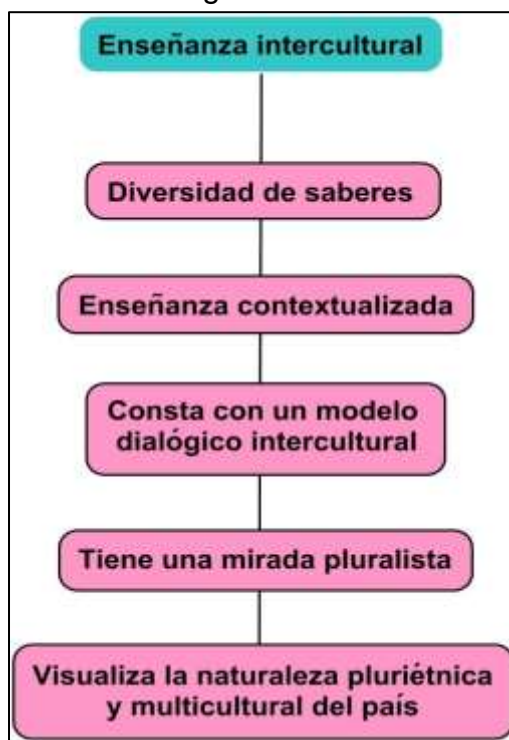 Enseñanza intercultural
Diversidad de saberes
Enseñanza contextualizada
Consta con un modelo
dialógico intercultural
Tiene una mirada pluralista
Visualiza la naturaleza pluriétnica
y multicultural del país